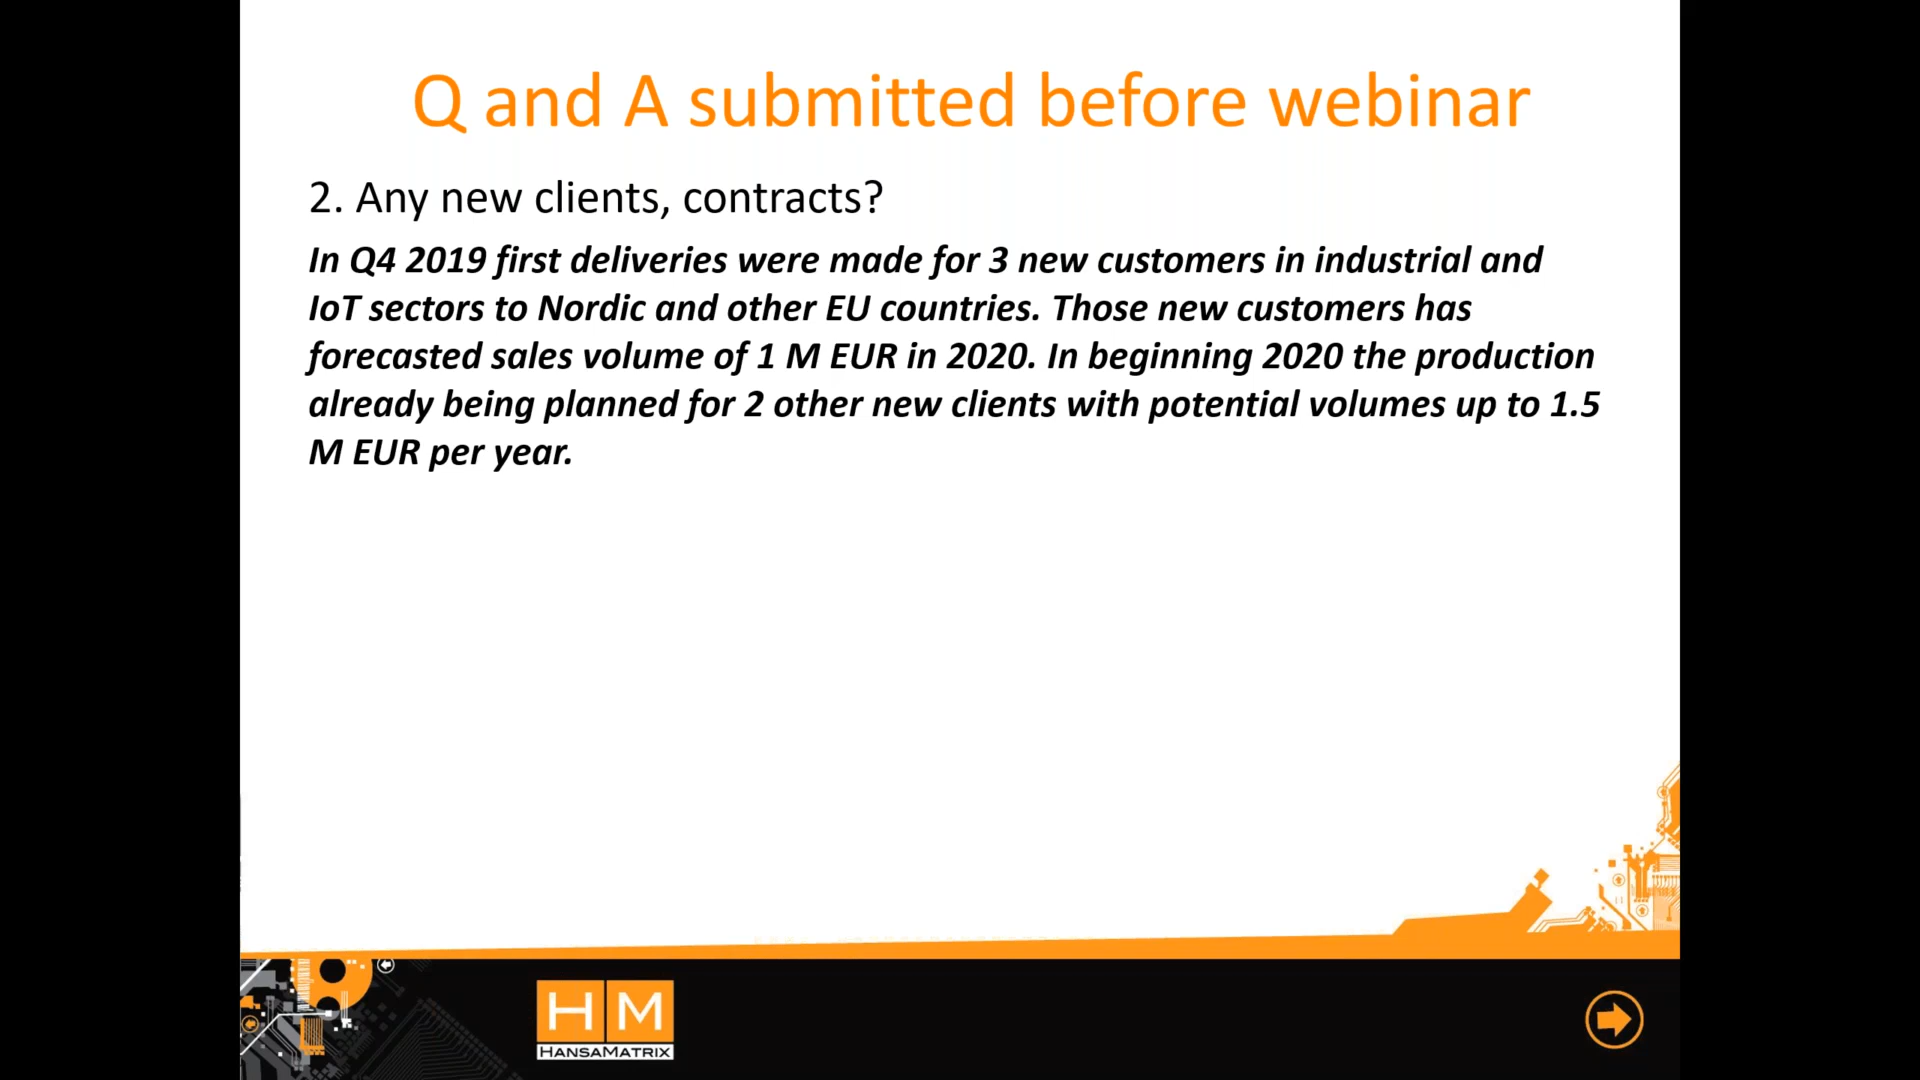 Q and A submitted before webinar
2. Any new clients, contracts?
In Q4 2019 first deliveries were made for 3 new customers in industrial and
IoT sectors to Nordic and other EU countries. Those new customers has
forecasted sales volume of 1 M EUR in 2020. In beginning 2020 the production
already being planned for 2 other new clients with potential volumes up to 1.5
M EUR per year.
HM
HANSAMATRIX